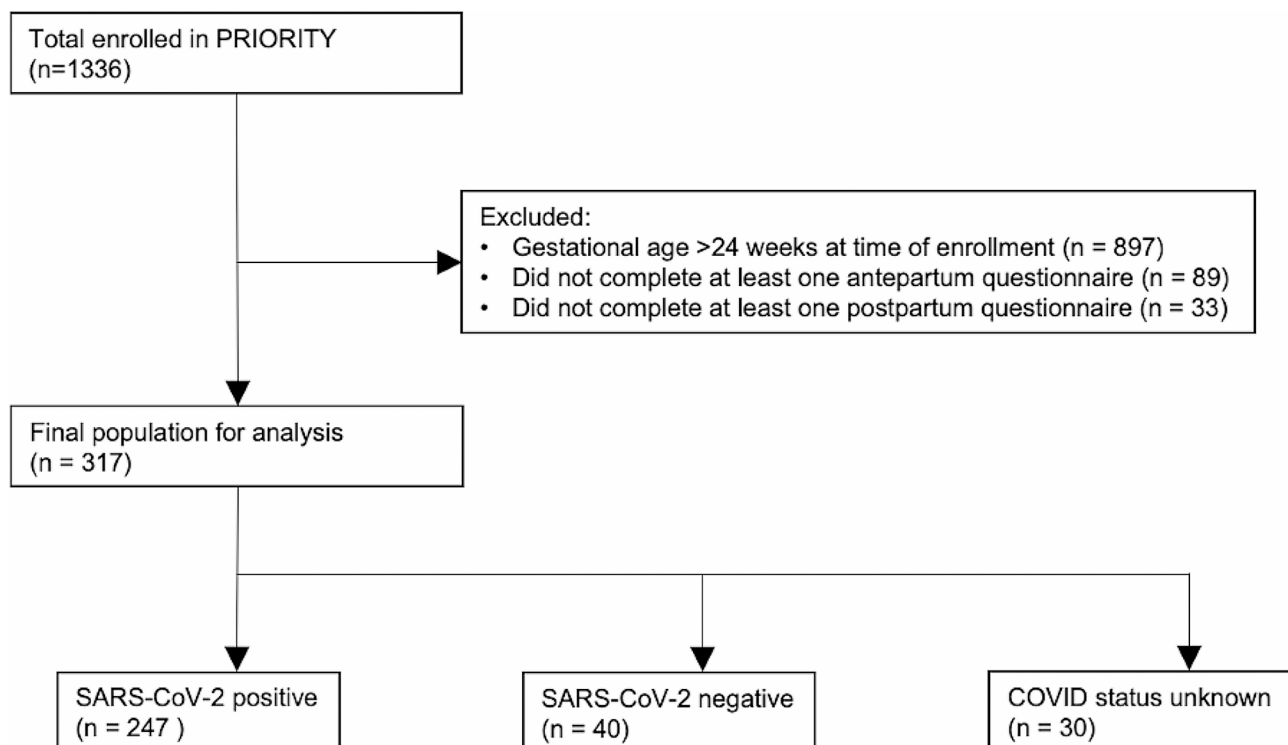 Total enrolled in PRIORITY
(n=1336)
Excluded:
• Gestational age >24 weeks at time of enrollment (n = 897)
• Did not complete at least one antepartum questionnaire (n = 89)
• Did not complete at least one postpartum questionnaire (n = 33)
Final population for analysis
(n = 317)
SARS-CoV-2 positive
(n = 247 )
SARS-CoV-2 negative
(n = 40)
COVID status unknown
(n = 30)